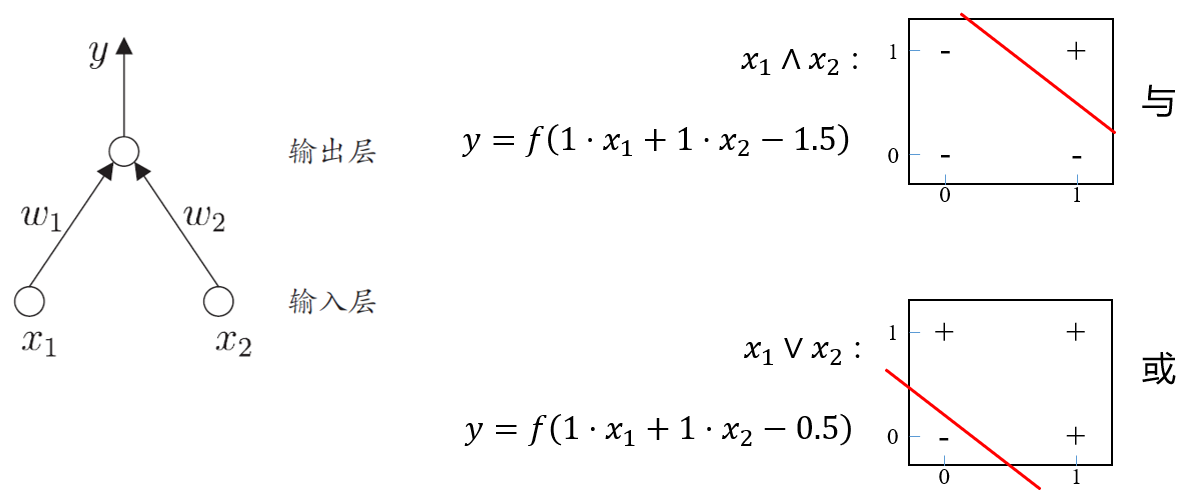 y
输出层
w₁ w₂
输入层
x₁ x₂
x₁ ∧ x₂ :
y = f(1 · x₁ + 1 · x₂ − 1.5)
1 - +
0 - -
0 1
与
x₁ ∨ x₂ :
y = f(1 · x₁ + 1 · x₂ − 0.5)
1 + +
0 - +
0 1
或